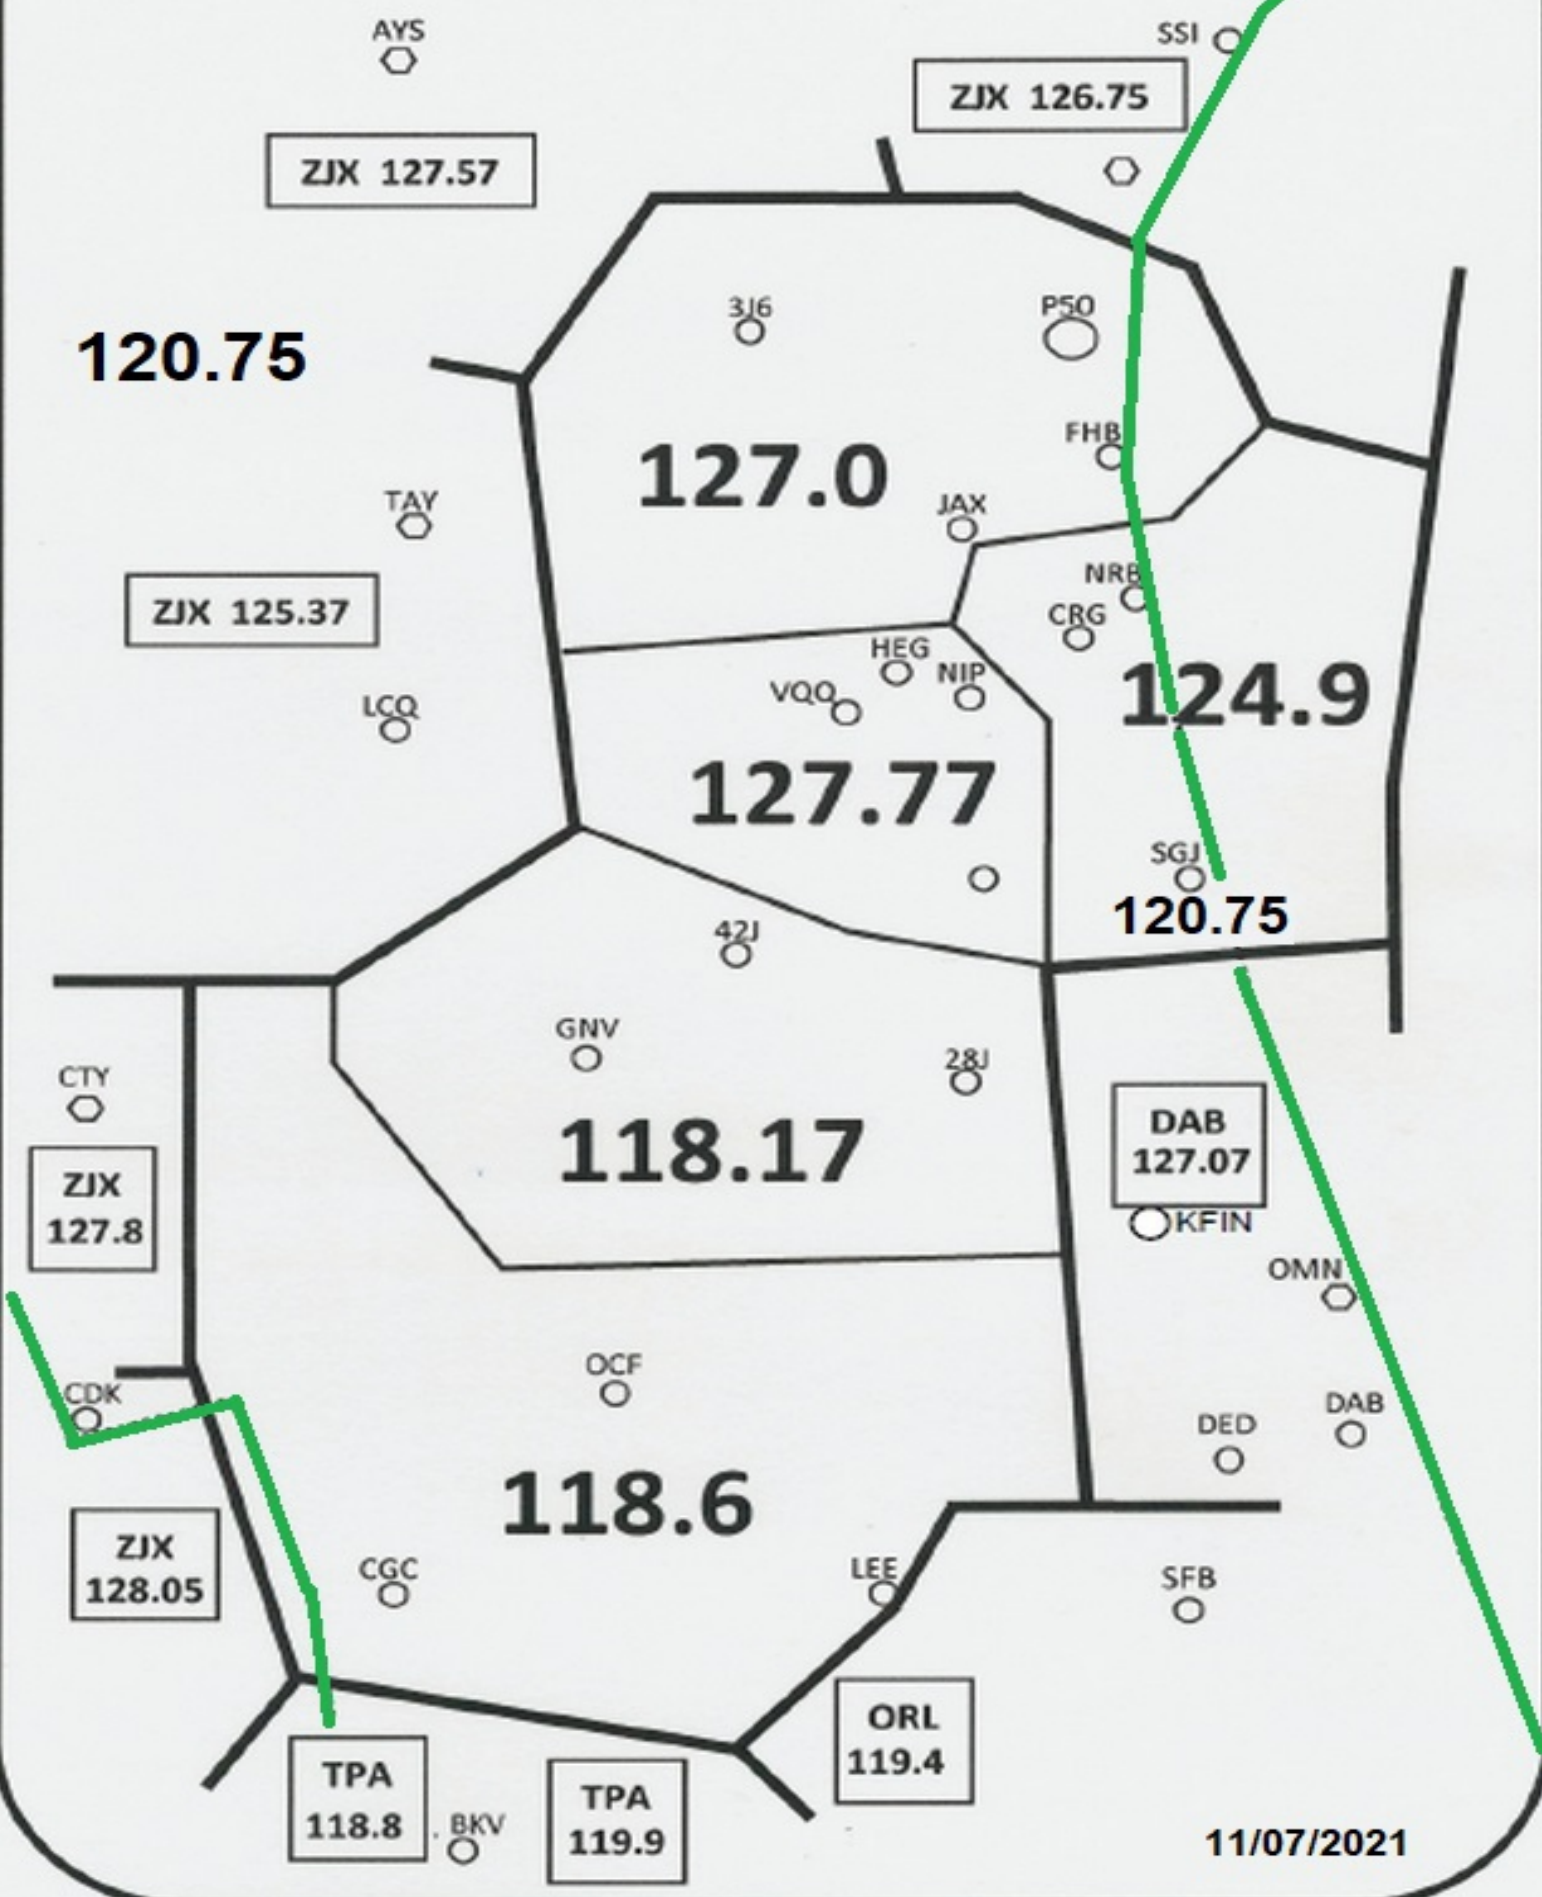 AYS
SSI
ZJX 126.75
ZJX 127.57
3J6
P50
120.75
FHB
127.0
TAY
JAX
NRB
ZJX 125.37
CRG
HEG
NIP
VQQ
124.9
LCQ
127.77
SGJ
120.75
42J
GNV
28J
CTY
118.17
DAB
127.07
ZJX
127.8
KFIN
OMN
OCF
CDK
DAB
DED
118.6
ZJX
128.05
CGC
LEE
SFB
ORL
119.4
TPA
118.8
TPA
119.9
BKV
11/07/2021